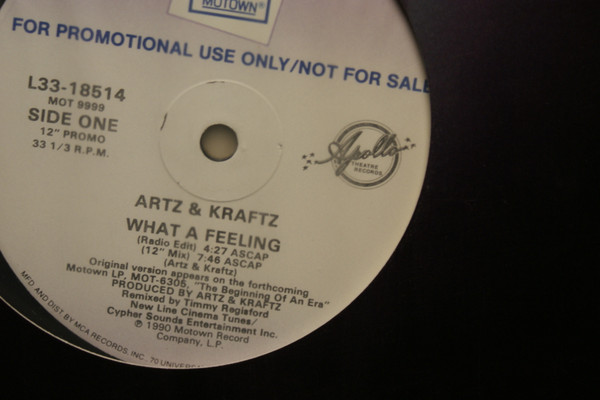 MOTOWN®
FOR PROMOTIONAL USE ONLY/NOT FOR SALE
L33-18514
MOT 9999
SIDE ONE
12" PROMO
33 1/3 R.P.M.
Apollo
THEATRE
RECORDS
ARTZ & KRAFTZ
WHAT A FEELING
(Radio Edit) 4:27 ASCAP
(12" Mix) 7:46 ASCAP
(Artz & Kraftz)
Original version appears on the forthcoming
Motown LP, MOT-6305, "The Beginning Of An Era"
PRODUCED BY ARTZ & KRAFTZ
Remixed by Timmy Regisford
New Line Cinema Tunes/
Cypher Sounds Entertainment Inc.
℗ 1990 Motown Record
Company, L.P.
MFD. AND DIST. BY MCA RECORDS, INC. 70 UNIVERSAL